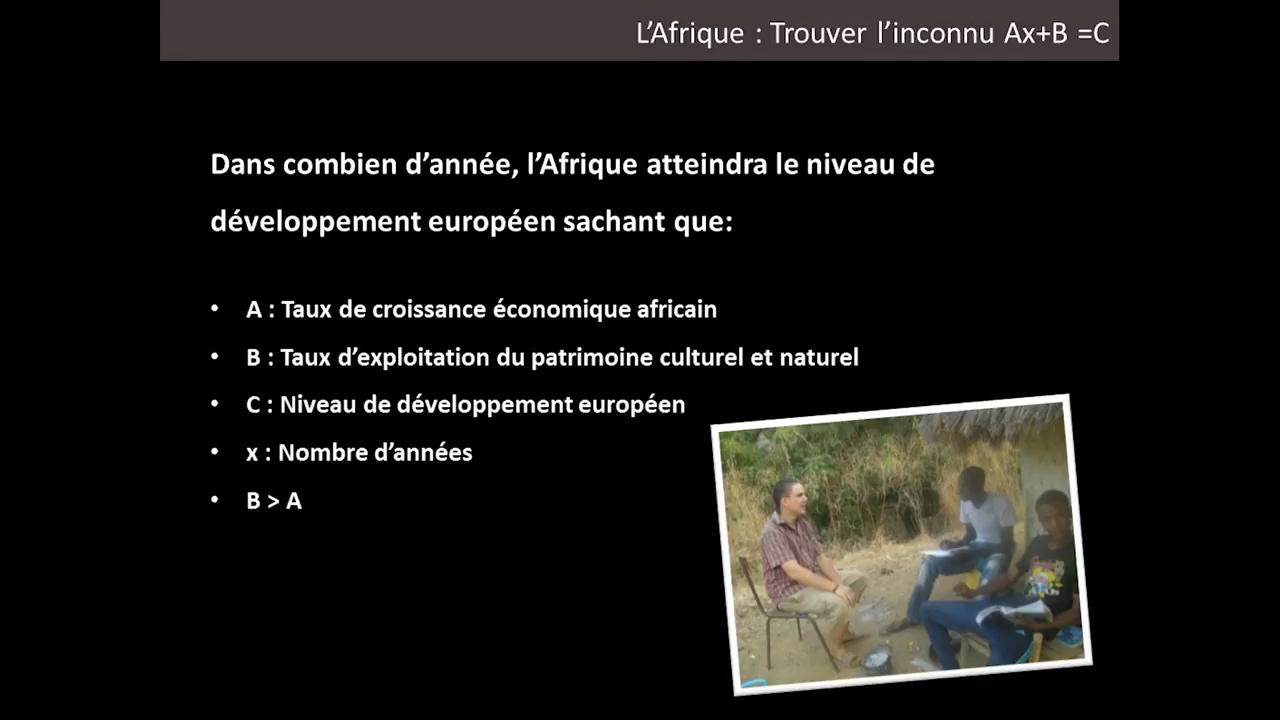 L’Afrique : Trouver l’inconnu Ax+B =C
Dans combien d’année, l’Afrique atteindra le niveau de
développement européen sachant que:
• A : Taux de croissance économique africain
• B : Taux d’exploitation du patrimoine culturel et naturel
• C : Niveau de développement européen
• x : Nombre d’années
• B > A